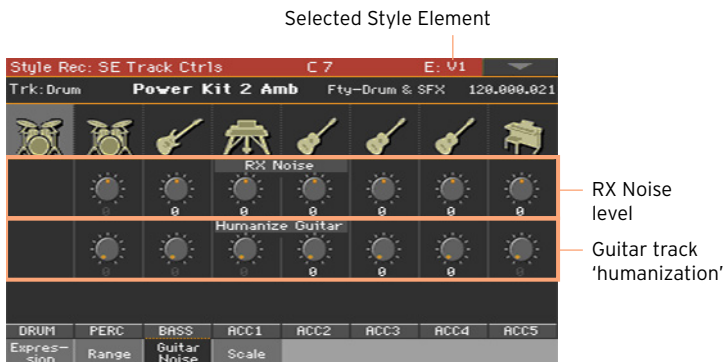 Selected Style Element
Style Rec: SE Track Ctrls C 7 E: V1
Trk: Drum Power Kit 2 Amb Fty-Drum & SFX 120.000.021
RX Noise
0 0 0 0 0 0 0
RX Noise
level
Humanize Guitar
0 0 0 0 0 0 0
Guitar track
'humanization'
DRUM PERC BASS ACC1 ACC2 ACC3 ACC4 ACC5
Expres-
sion
Range
Guitar
Noise
Scale